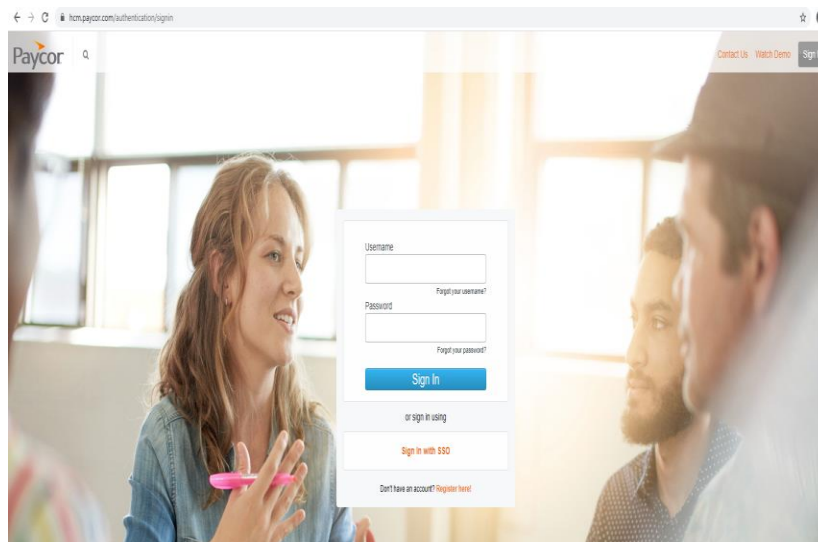 hcm.paycor.com/authentication/signin
Paycor
Contact Us Watch Demo Sign
Username
Forgot your username?
Password
Forgot your password?
Sign In
or sign in using
Sign in with SSO
Don't have an account? Register here!